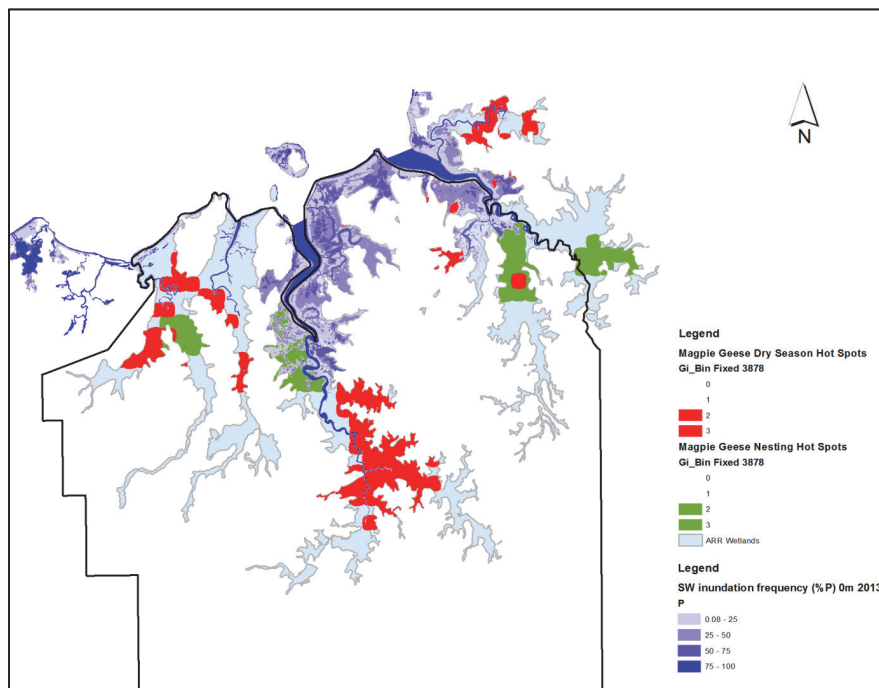 N
Legend
Magpie Geese Dry Season Hot Spots
Gi_Bin Fixed 3878
0
1
2
3
Magpie Geese Nesting Hot Spots
Gi_Bin Fixed 3878
0
1
2
3
ARR Wetlands
Legend
SW inundation frequency (%P) 0m 2013
P
0.08 - 25
25 - 50
50 - 75
75 - 100